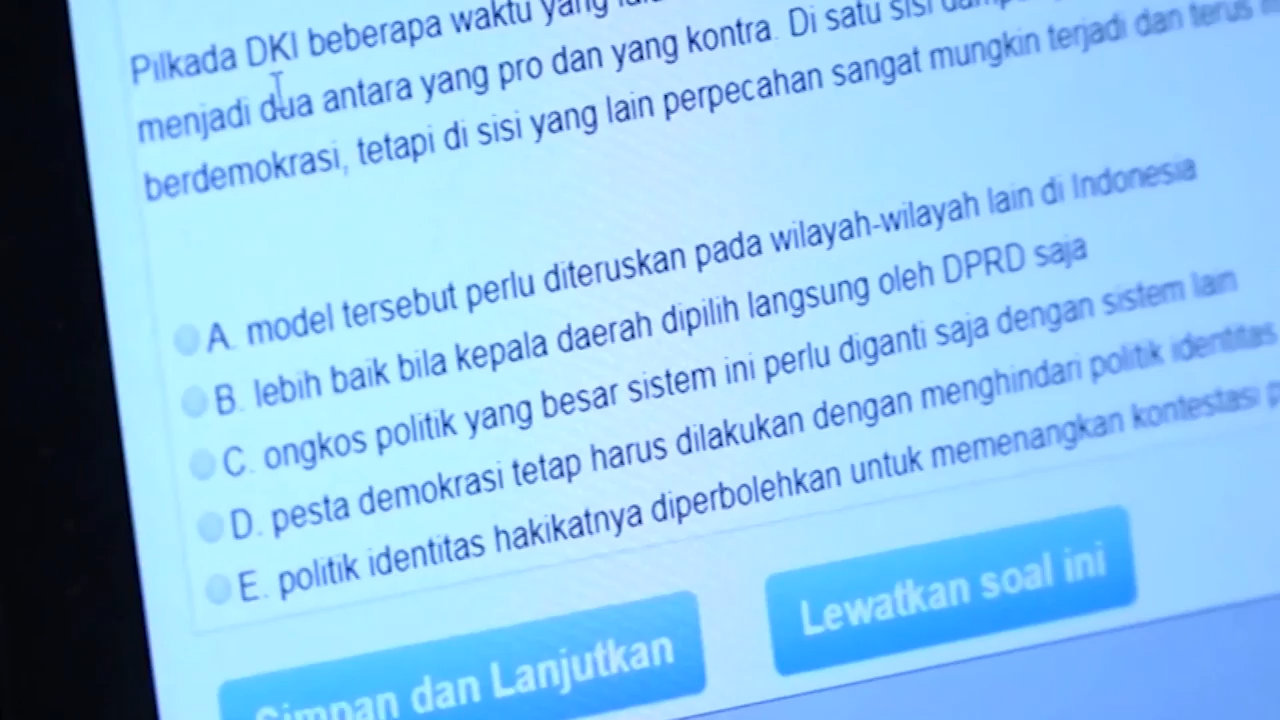 Pilkada DKI beberapa waktu yang
menjadi dua antara yang pro dan yang kontra. Di satu sisi
berdemokrasi, tetapi di sisi yang lain perpecahan sangat mungkin terjadi dan terus
A. model tersebut perlu diteruskan pada wilayah-wilayah lain di Indonesia
B. lebih baik bila kepala daerah dipilih langsung oleh DPRD saja
C. ongkos politik yang besar sistem ini perlu diganti saja dengan sistem lain
D. pesta demokrasi tetap harus dilakukan dengan menghindari politik identitas
E. politik identitas hakikatnya diperbolehkan untuk memenangkan kontestasi
Simpan dan Lanjutkan
Lewatkan soal ini